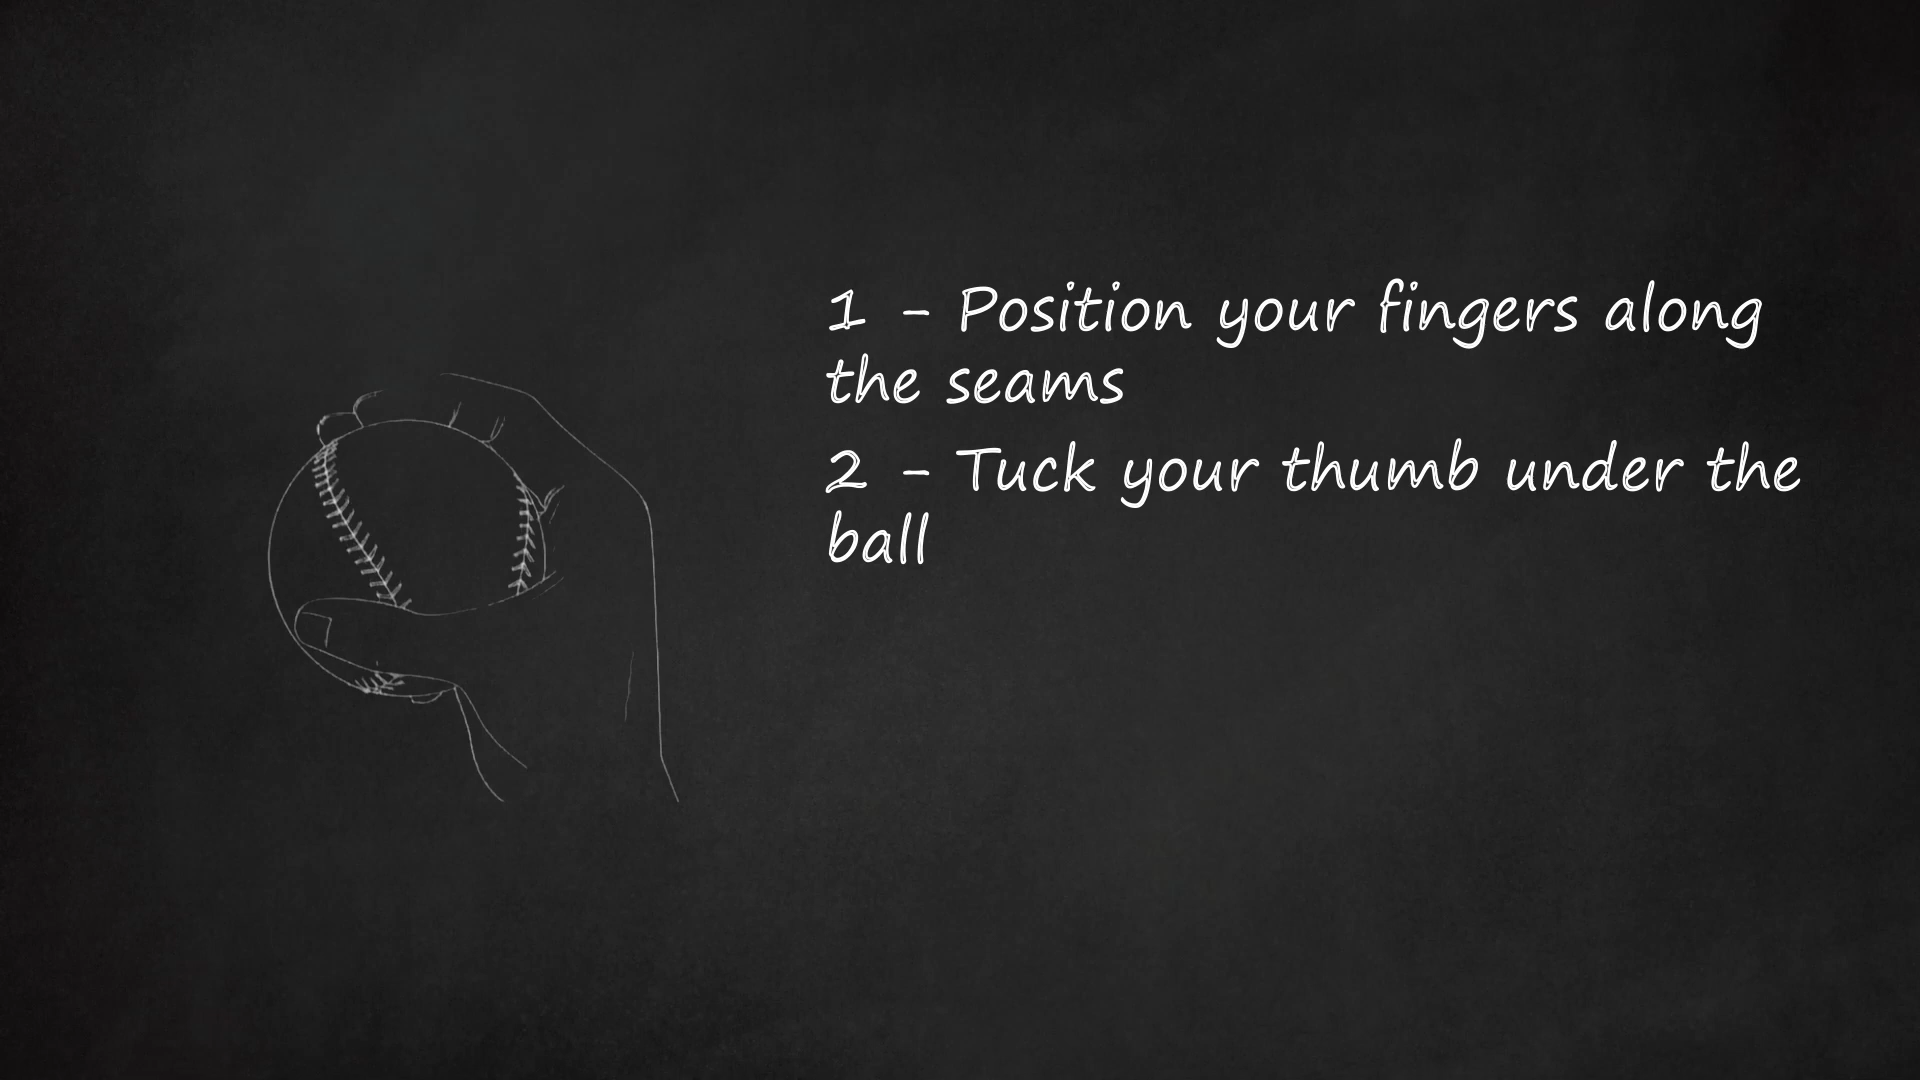 1 - Position your fingers along
the seams
2 - Tuck your thumb under the
ball